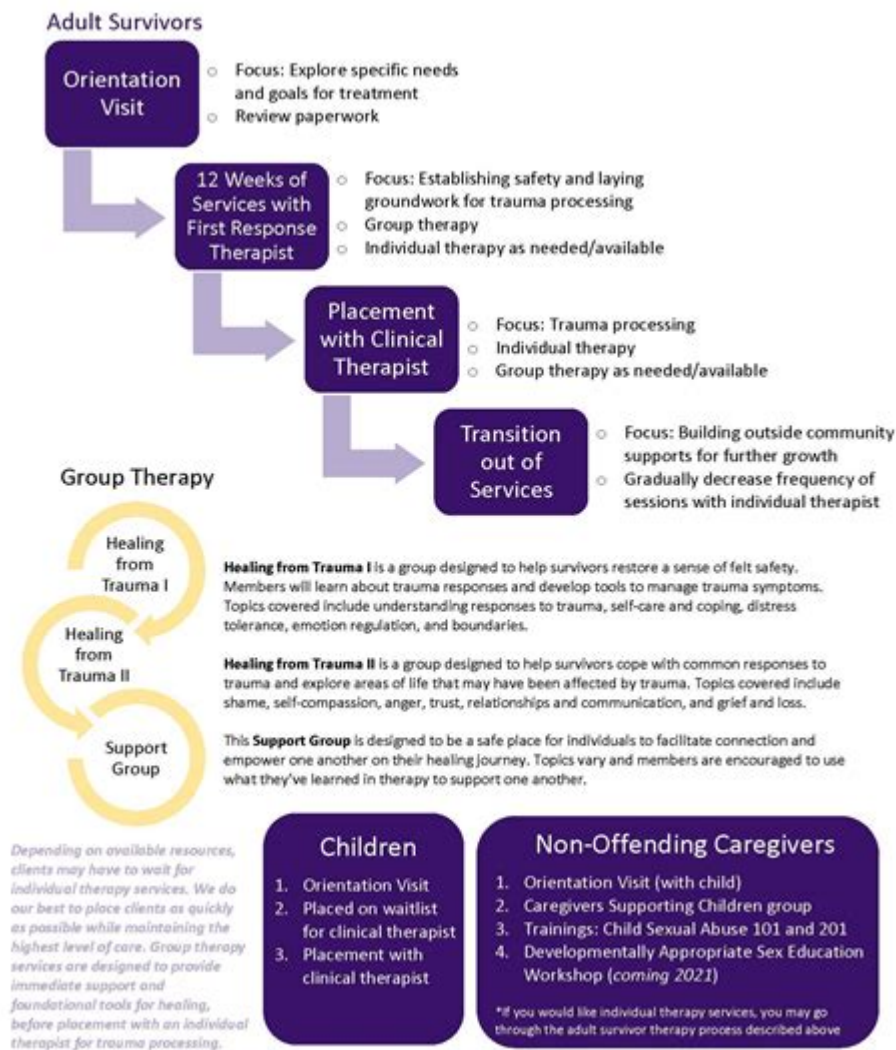 Adult Survivors
Orientation
Visit
○ Focus: Explore specific needs
and goals for treatment
○ Review paperwork
12 Weeks of
Services with
First Response
Therapist
○ Focus: Establishing safety and laying
groundwork for trauma processing
○ Group therapy
○ Individual therapy as needed/available
Placement
with Clinical
Therapist
○ Focus: Trauma processing
○ Individual therapy
○ Group therapy as needed/available
Transition
out of
Services
○ Focus: Building outside community
supports for further growth
○ Gradually decrease frequency of
sessions with individual therapist
Group Therapy
Healing
from
Trauma I
Healing
from
Trauma II
Support
Group
Healing from Trauma I is a group designed to help survivors restore a sense of felt safety.
Members will learn about trauma responses and develop tools to manage trauma symptoms.
Topics covered include understanding responses to trauma, self-care and coping, distress
tolerance, emotion regulation, and boundaries.
Healing from Trauma II is a group designed to help survivors cope with common responses to
trauma and explore areas of life that may have been affected by trauma. Topics covered include
shame, self-compassion, anger, trust, relationships and communication, and grief and loss.
This Support Group is designed to be a safe place for individuals to facilitate connection and
empower one another on their healing journey. Topics vary and members are encouraged to use
what they've learned in therapy to support one another.
Depending on available resources,
clients may have to wait for
individual therapy services. We do
our best to place clients as quickly
as possible while maintaining the
highest level of care. Group therapy
services are designed to provide
immediate support and
foundational tools for healing,
before placement with an individual
therapist for trauma processing.
Children
1. Orientation Visit
2. Placed on waitlist
for clinical therapist
3. Placement with
clinical therapist
Non-Offending Caregivers
1. Orientation Visit (with child)
2. Caregivers Supporting Children group
3. Trainings: Child Sexual Abuse 101 and 201
4. Developmentally Appropriate Sex Education
Workshop (coming 2021)
*If you would like individual therapy services, you may go
through the adult survivor therapy process described above